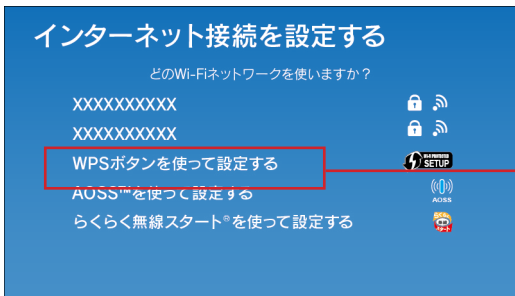 インターネット接続を設定する
どのWi-Fiネットワークを使いますか？
XXXXXXXXXX
XXXXXXXXXX
WPSボタンを使って設定する
WI-FI PROTECTED SETUP
AOSS™を使って設定する
AOSS
らくらく無線スタート®を使って設定する